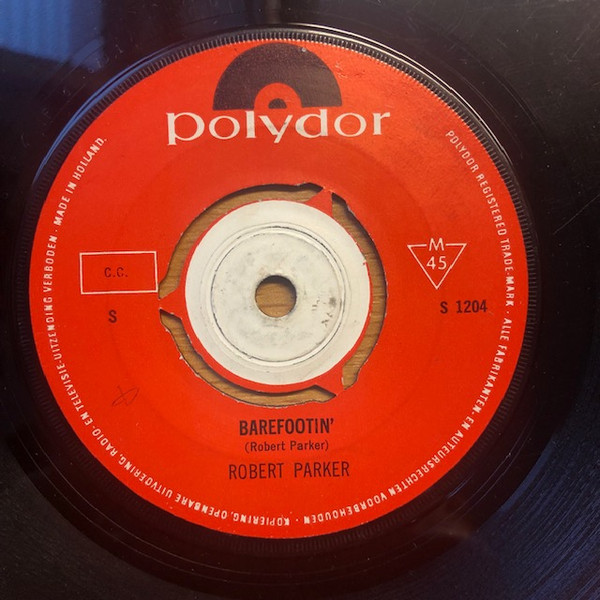 polydor
POLYDOR REGISTERED TRADE-MARK · ALLE FABRIKANTEN- EN AUTEURSRECHTEN VOORBEHOUDEN · KOPIERING, OPENBARE UITVOERING, RADIO- EN TELEVISIE-UITZENDING VERBODEN · MADE IN HOLLAND.
C.C.
M
45
S
S 1204
BAREFOOTIN'
(Robert Parker)
ROBERT PARKER